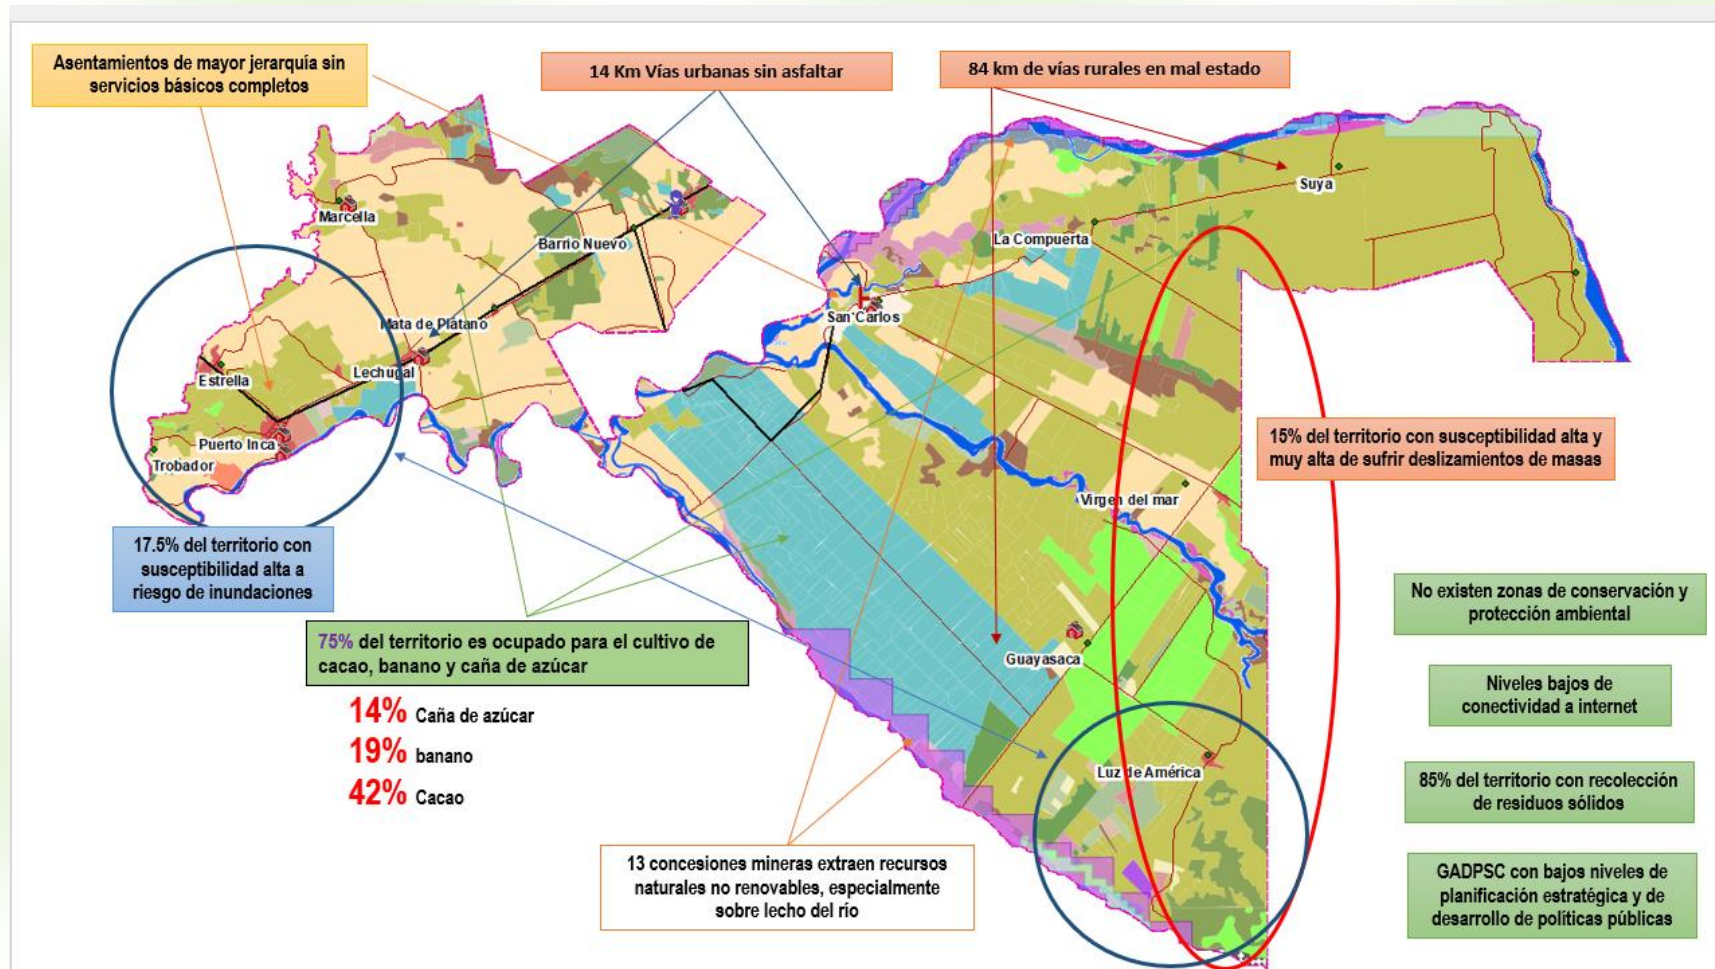 Asentamientos de mayor jerarquía sin
servicios básicos completos
14 Km Vías urbanas sin asfaltar
84 km de vías rurales en mal estado
Marcella
Barrio Nuevo
Suya
La Compuerta
San Carlos
Mata de Plátano
Lechugal
Estrella
Puerto Inca
Trobador
15% del territorio con susceptibilidad alta y
muy alta de sufrir deslizamientos de masas
Virgen del mar
17.5% del territorio con
susceptibilidad alta a
riesgo de inundaciones
No existen zonas de conservación y
protección ambiental
75% del territorio es ocupado para el cultivo de
cacao, banano y caña de azúcar
Guayasaca
Niveles bajos de
conectividad a internet
14% Caña de azúcar
19% banano
42% Cacao
Luz de América
85% del territorio con recolección
de residuos sólidos
13 concesiones mineras extraen recursos
naturales no renovables, especialmente
sobre lecho del río
GADPSC con bajos niveles de
planificación estratégica y de
desarrollo de políticas públicas